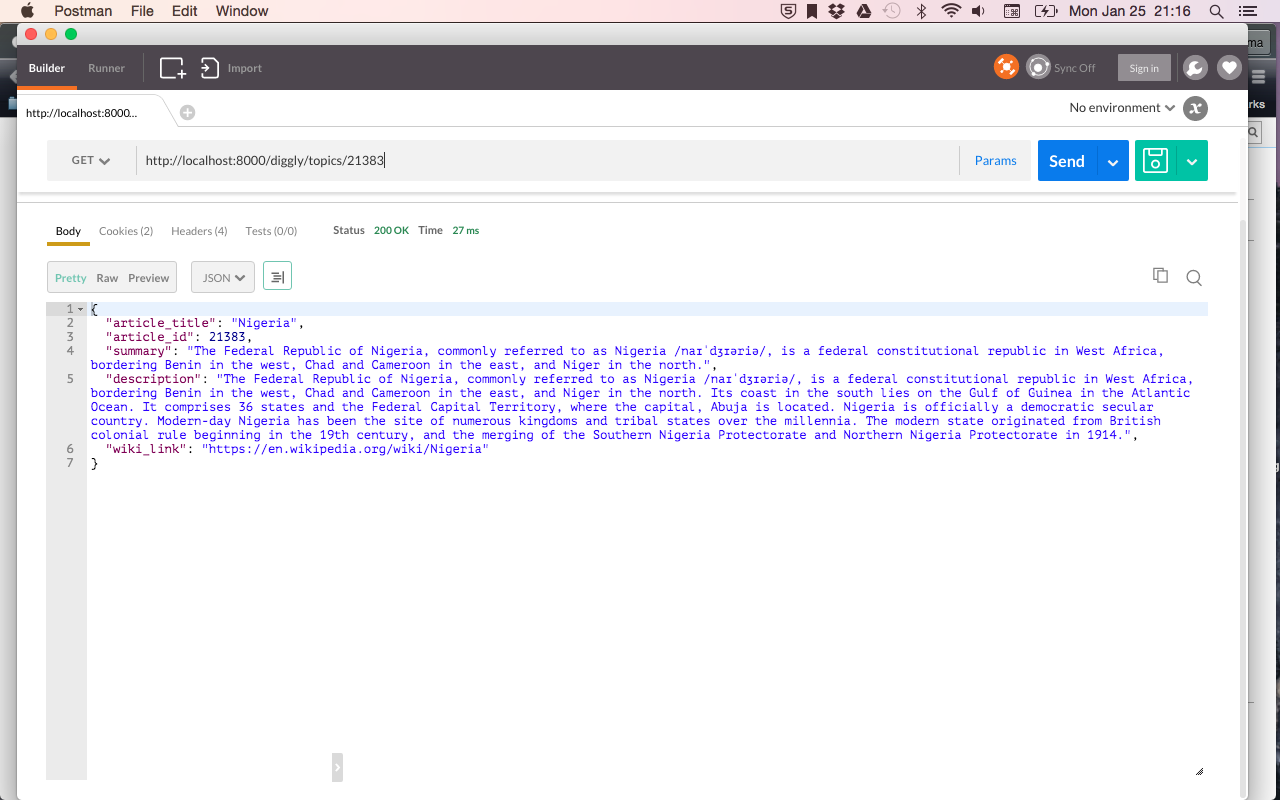 Postman File Edit Window Mon Jan 25 21:16
ma
Builder Runner Import Sync Off Sign in
rks
http://localhost:8000... No environment
GET http://localhost:8000/diggly/topics/21383 Params Send
Body Cookies (2) Headers (4) Tests (0/0) Status 200 OK Time 27 ms
Pretty Raw Preview JSON
1 {
2 "article_title": "Nigeria",
3 "article_id": 21383,
4 "summary": "The Federal Republic of Nigeria, commonly referred to as Nigeria /naɪˈdʒɪəriə/, is a federal constitutional republic in West Africa,
bordering Benin in the west, Chad and Cameroon in the east, and Niger in the north.",
5 "description": "The Federal Republic of Nigeria, commonly referred to as Nigeria /naɪˈdʒɪəriə/, is a federal constitutional republic in West Africa,
bordering Benin in the west, Chad and Cameroon in the east, and Niger in the north. Its coast in the south lies on the Gulf of Guinea in the Atlantic
Ocean. It comprises 36 states and the Federal Capital Territory, where the capital, Abuja is located. Nigeria is officially a democratic secular
country. Modern-day Nigeria has been the site of numerous kingdoms and tribal states over the millennia. The modern state originated from British
colonial rule beginning in the 19th century, and the merging of the Southern Nigeria Protectorate and Northern Nigeria Protectorate in 1914.",
6 "wiki_link": "https://en.wikipedia.org/wiki/Nigeria"
7 }